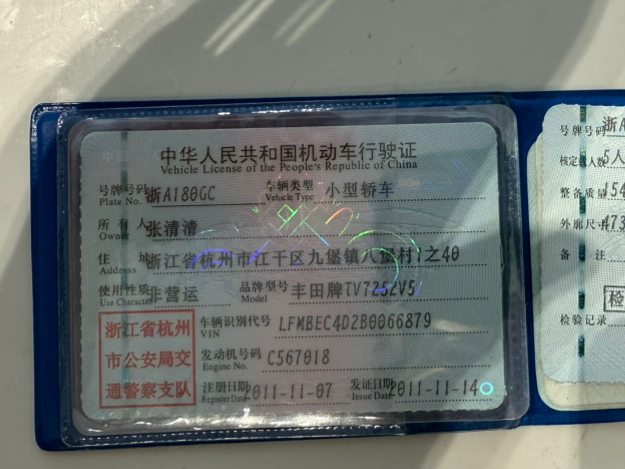 中华人民共和国机动车行驶证
Vehicle License of the People's Republic of China
号牌号码 浙A180GC 车辆类型 小型轿车
Plate No. Vehicle Type
所有人 张清清
Owner
住址 浙江省杭州市江干区九堡镇八堡村1之40
Address
使用性质 非营运 品牌型号 丰田牌TV7252V5
Use Character Model
浙江省杭州
市公安局交
通警察支队
车辆识别代号 LFMBEC4D2B0066879
VIN
发动机号码 C567018
Engine No.
注册日期 2011-11-07 发证日期 2011-11-14
Register Date Issue Date
号牌号码 浙A
核定载人数 5人
整备质量 154
外廓尺寸 473
备注
检
检验记录